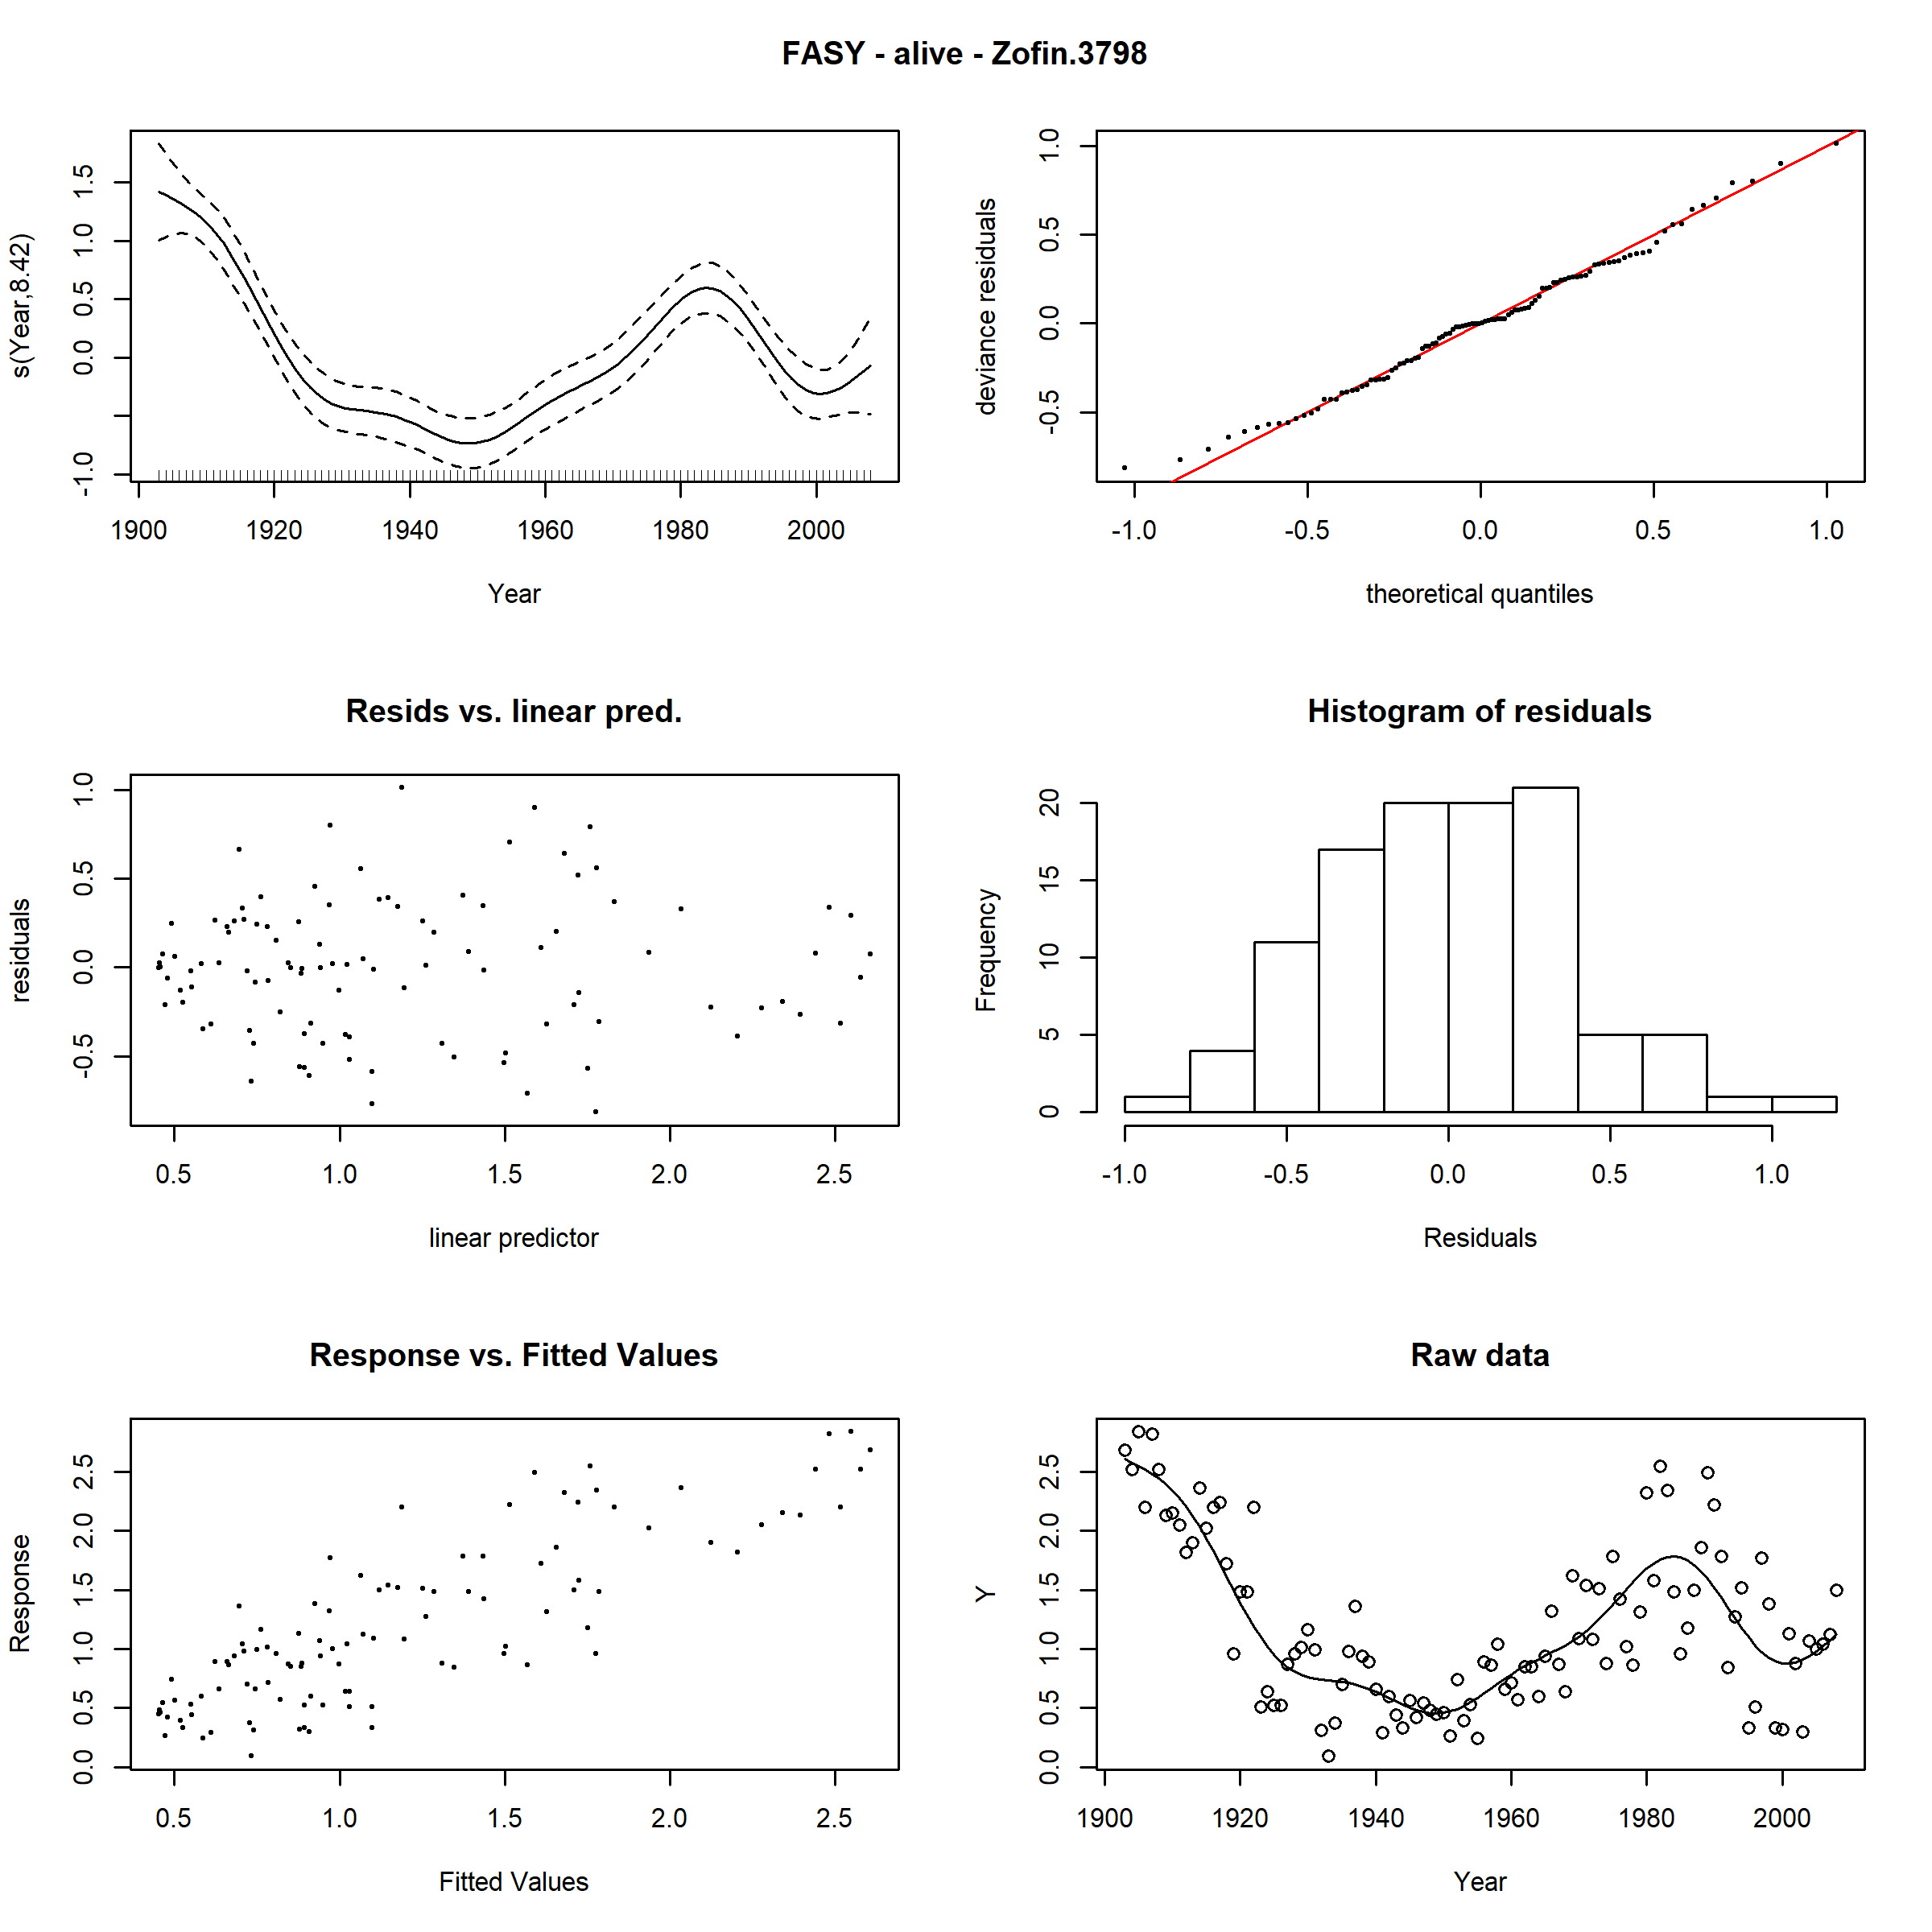 FASY - alive - Zofin.3798
s(Year,8.42)
-1.0 0.0 0.5 1.0 1.5
1900 1920 1940 1960 1980 2000
Year
deviance residuals
-0.5 0.0 0.5 1.0
-1.0 -0.5 0.0 0.5 1.0
theoretical quantiles
Resids vs. linear pred.
residuals
-0.5 0.0 0.5 1.0
0.5 1.0 1.5 2.0 2.5
linear predictor
Histogram of residuals
Frequency
0 5 10 15 20
-1.0 -0.5 0.0 0.5 1.0
Residuals
Response vs. Fitted Values
Response
0.0 0.5 1.0 1.5 2.0 2.5
0.5 1.0 1.5 2.0 2.5
Fitted Values
Raw data
Y
0.0 0.5 1.0 1.5 2.0 2.5
1900 1920 1940 1960 1980 2000
Year